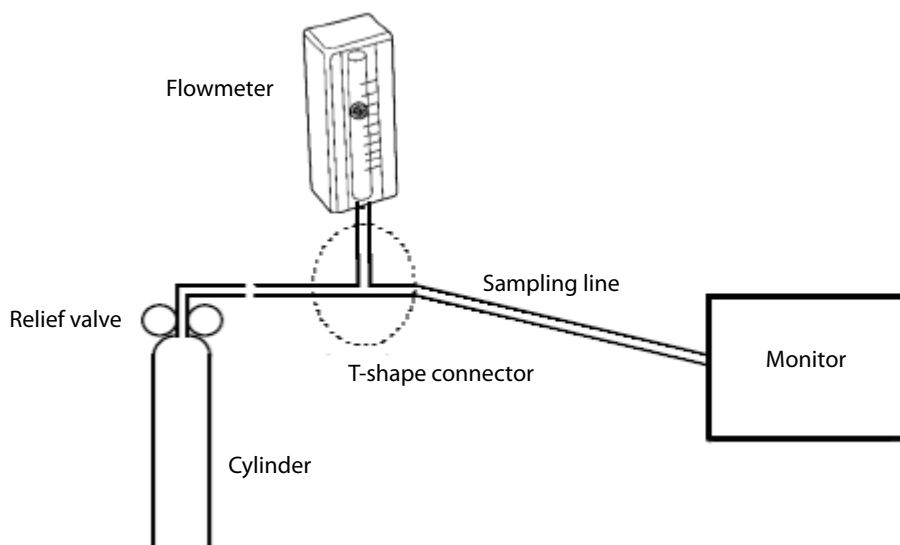 Flowmeter
Sampling line
Relief valve
Monitor
T-shape connector
Cylinder